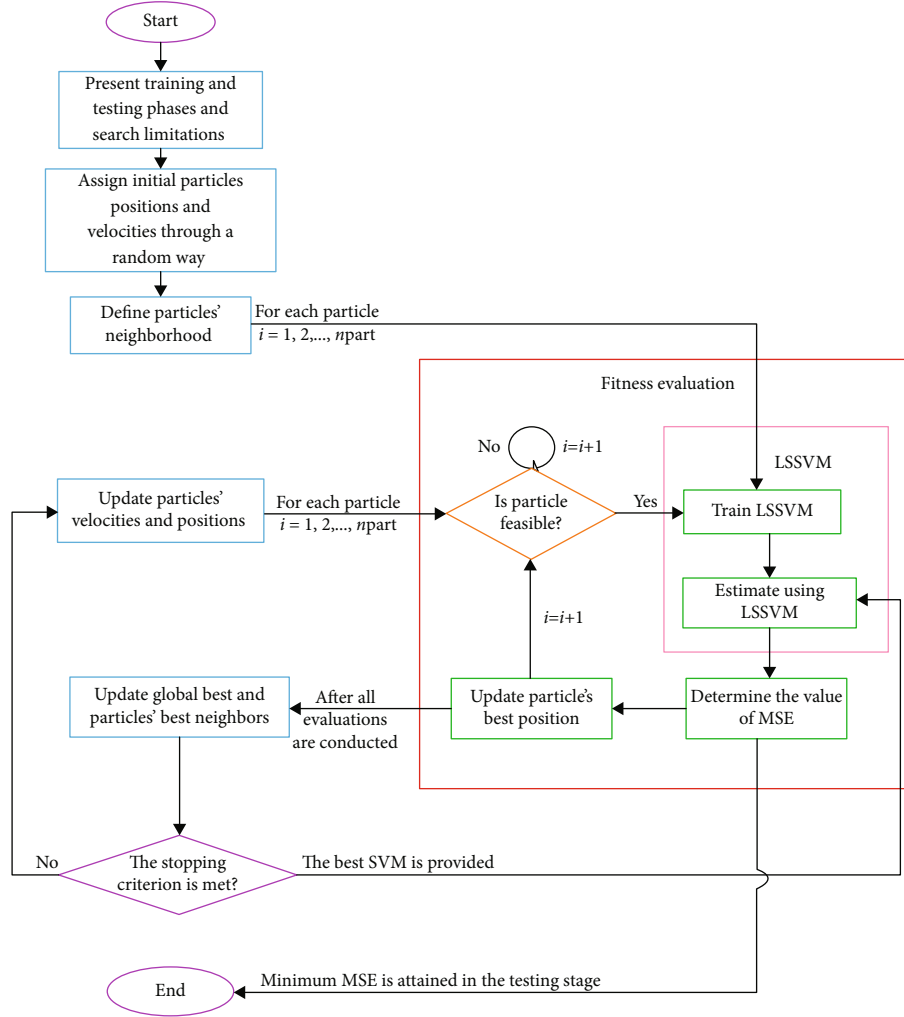 Start
Present training and
testing phases and
search limitations
Assign initial particles
positions and
velocities through a
random way
Define particles'
neighborhood
For each particle
i = 1, 2,..., npart
Fitness evaluation
No
i=i+1
LSSVM
Update particles'
velocities and positions
For each particle
i = 1, 2,..., npart
Is particle
feasible?
Yes
Train LSSVM
Estimate using
LSSVM
i=i+1
Update global best and
particles' best neighbors
After all
evaluations
are conducted
Update particle's
best position
Determine the value
of MSE
No
The stopping
criterion is met?
The best SVM is provided
End
Minimum MSE is attained in the testing stage